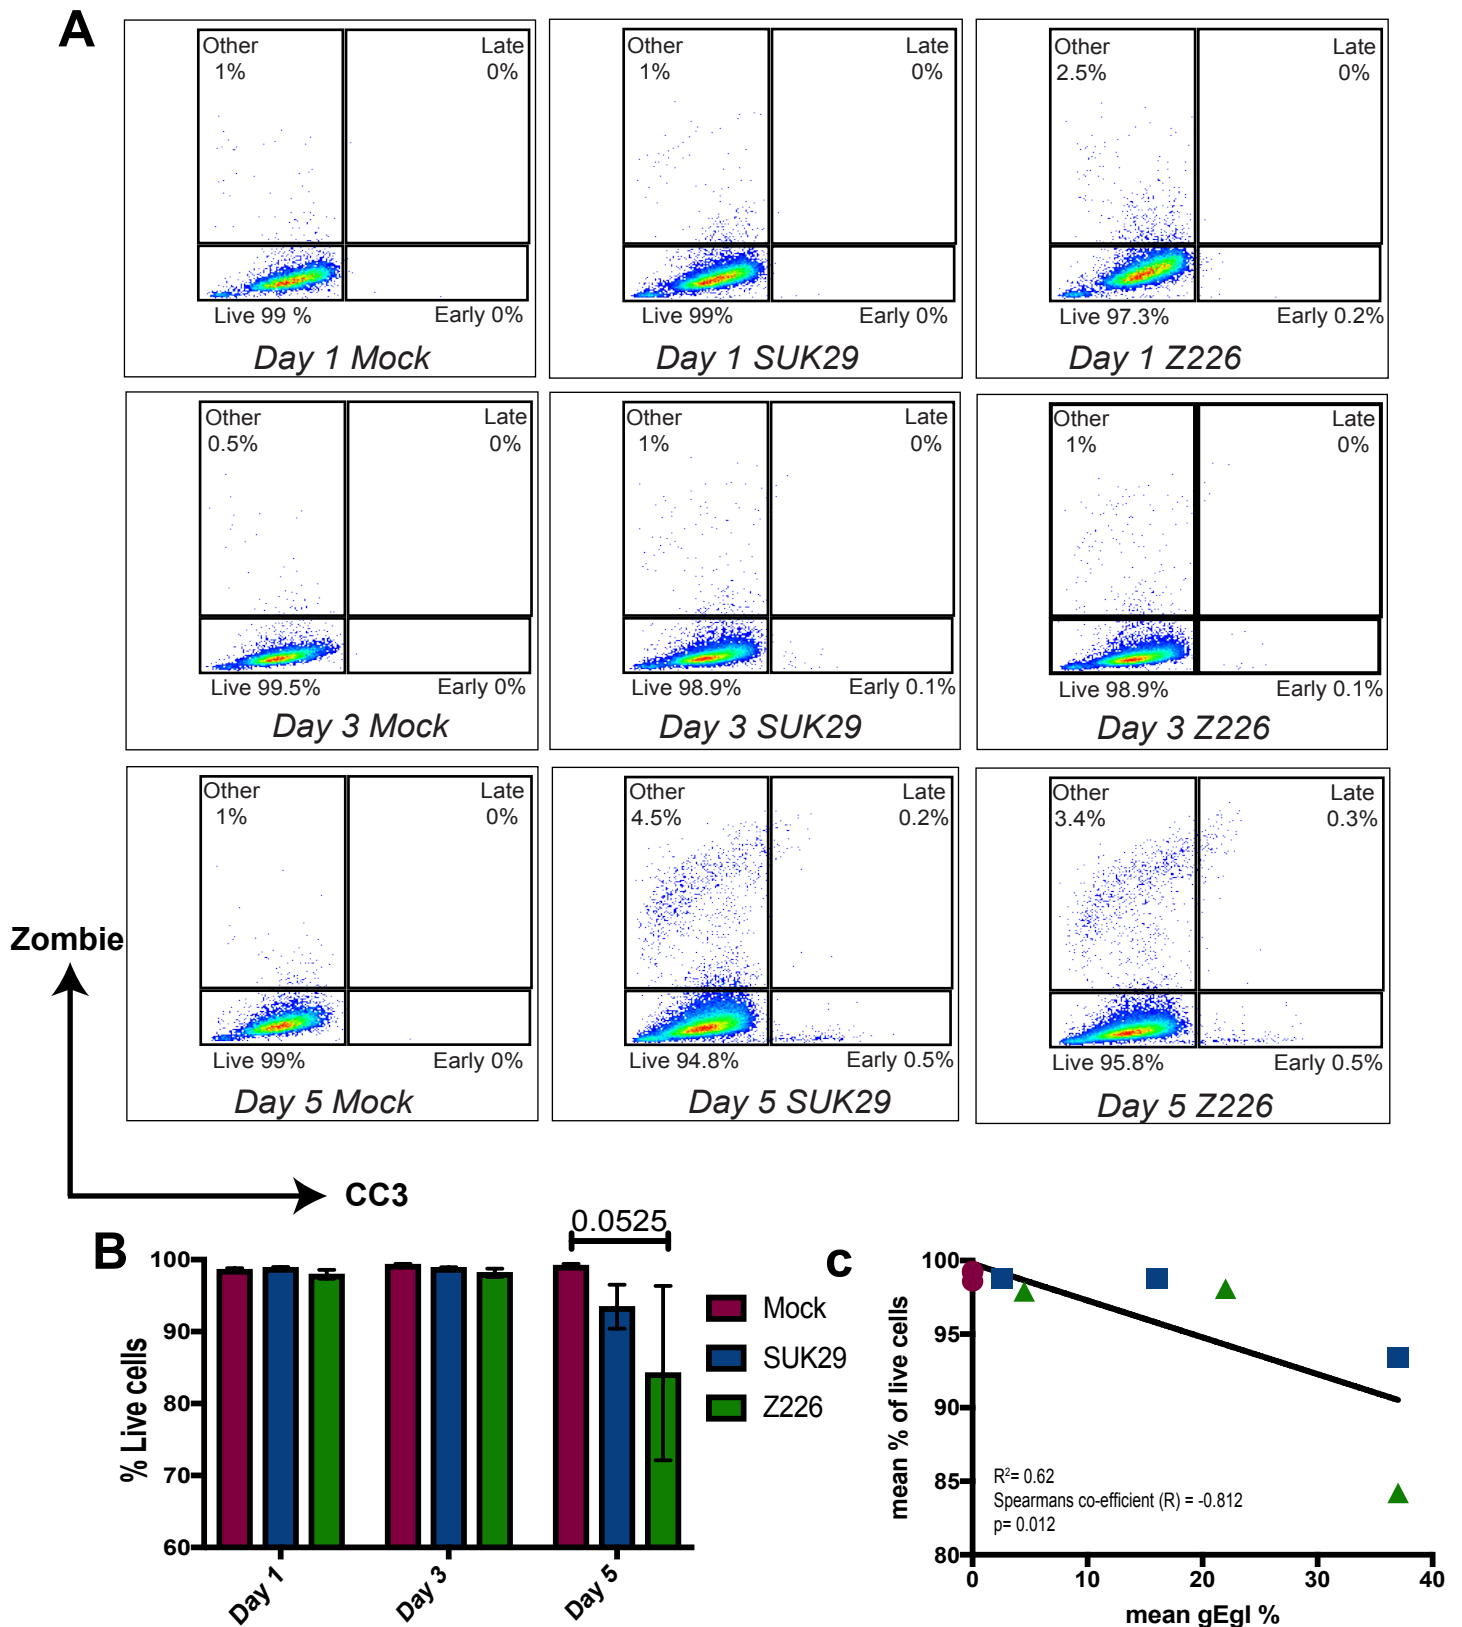 A
Other
1%
Late
0%
Live 99 %
Early 0%
Day 1 Mock
Other
1%
Late
0%
Live 99%
Early 0%
Day 1 SUK29
Other
2.5%
Late
0%
Live 97.3%
Early 0.2%
Day 1 Z226
Other
0.5%
Late
0%
Live 99.5%
Early 0%
Day 3 Mock
Other
1%
Late
0%
Live 98.9%
Early 0.1%
Day 3 SUK29
Other
1%
Late
0%
Live 98.9%
Early 0.1%
Day 3 Z226
Other
1%
Late
0%
Live 99%
Early 0%
Day 5 Mock
Other
4.5%
Late
0.2%
Live 94.8%
Early 0.5%
Day 5 SUK29
Other
3.4%
Late
0.3%
Live 95.8%
Early 0.5%
Day 5 Z226
Zombie
CC3
B
0.0525
% Live cells
100
90
80
70
60
Day 1
Day 3
Day 5
Mock
SUK29
Z226
c
mean % of live cells
100
95
90
85
80
R²= 0.62
Spearmans co-efficient (R) = -0.812
p= 0.012
0
10
20
30
40
mean gEgI %